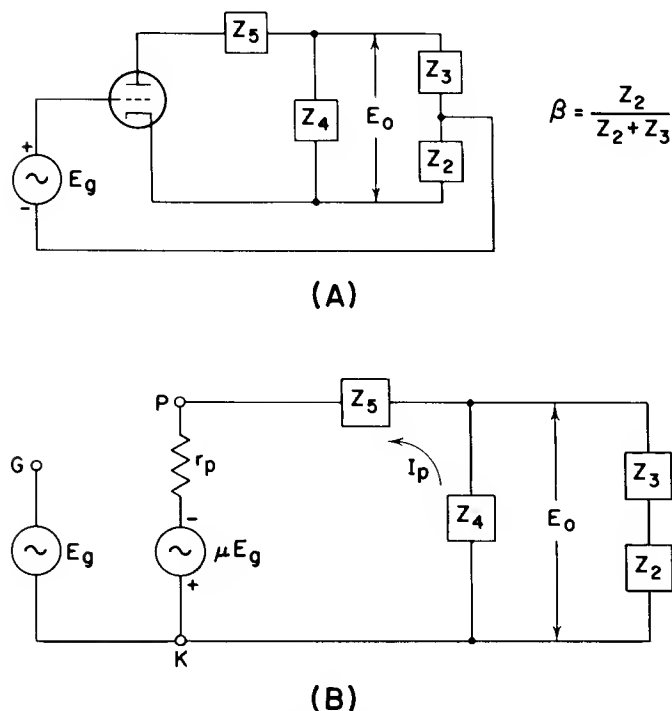 Z5
Z3
Z4
E0
Z2
+
Eg
-
β = Z2 / (Z2 + Z3)
(A)
P
Z5
rp
Ip
G
Z4
E0
Z3
-
Eg
μEg
Z2
+
K
(B)